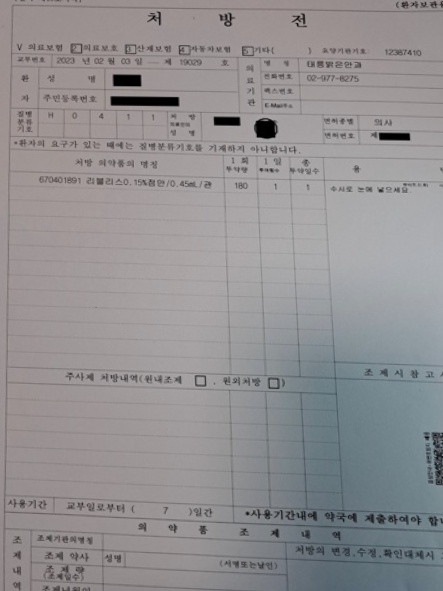 (환자보관용
처 방 전
V 의료보험 2 의료보호 3 산재보험 4 자동차보험 5 기타( ) 요양기관기호: 12387410
교부번호 2023 년 02 월 03 일 — 제 19029 호
의료기관 명 칭 태릉밝은안과
전화번호 02-977-8275
팩스번호
E-Mail주소
환자 성 명
주민등록번호
질병분류기호 H 0 4 1 1 처 방 의료인의 성 명 면허종별 의사
면허번호 제
*환자의 요구가 있는 때에는 질병분류기호를 기재하지 아니합니다.
처방 의약품의 명칭 1 회 투약량 1 일 투여횟수 총 투약일수 용
670401891 리블리스0.15%점안/0.45mL/관 180 1 1 수시로 눈에 넣으세요
주사제 처방내역(원내조제 □ , 원외처방 □ ) 조 제 시 참 고
사용기간 교부일로부터 ( 7 )일간 *사용기간내에 약국에 제출하여야 합
의 약 종 조 제 내 역
조제내 조제기관의명칭 처방의 변경,수정,확인대체시
조제 약사 성명 (서명또는날인)
조 제 량 (조제일수)
조제년월일